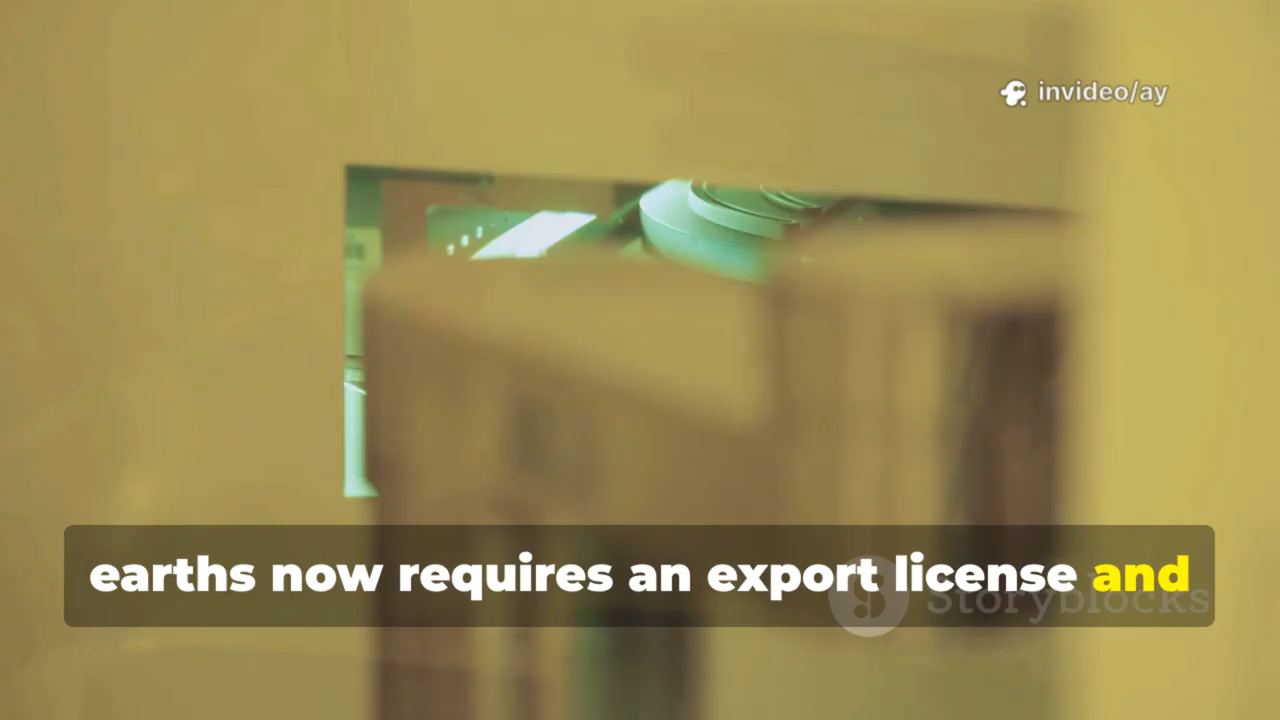 invideo/ay
earths now requires an export license and
Storyblocks